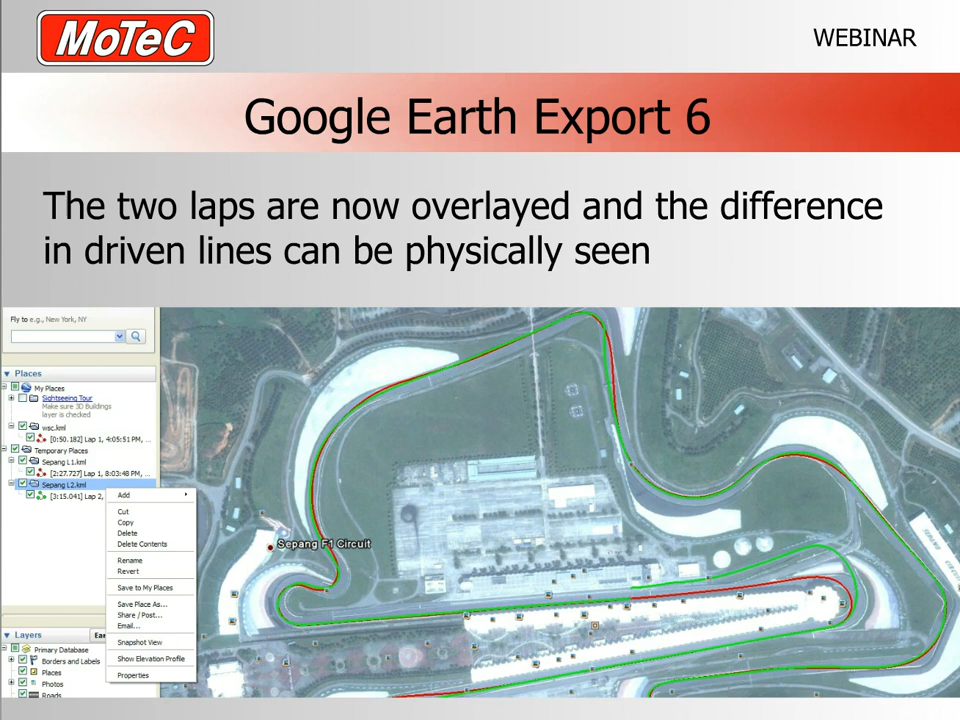 MoTeC
WEBINAR
Google Earth Export 6
The two laps are now overlayed and the difference
in driven lines can be physically seen
Fly to e.g., New York, NY
Places
My Places
Sightseeing Tour
Make sure 3D Buildings
layer is checked
wsc.kml
[0:50.182] Lap 1, 4:05:51 PM, ...
Temporary Places
Sepang L1.kml
[2:27.727] Lap 1, 8:03:48 PM, ...
Sepang L2.kml
[3:15.041] Lap 2,
Add
Cut
Copy
Delete
Delete Contents
Rename
Revert
Save to My Places
Save Place As...
Share / Post...
Email...
Snapshot View
Show Elevation Profile
Properties
Sepang F1 Circuit
Layers
Ear
Primary Database
Borders and Labels
Places
Photos
Roads